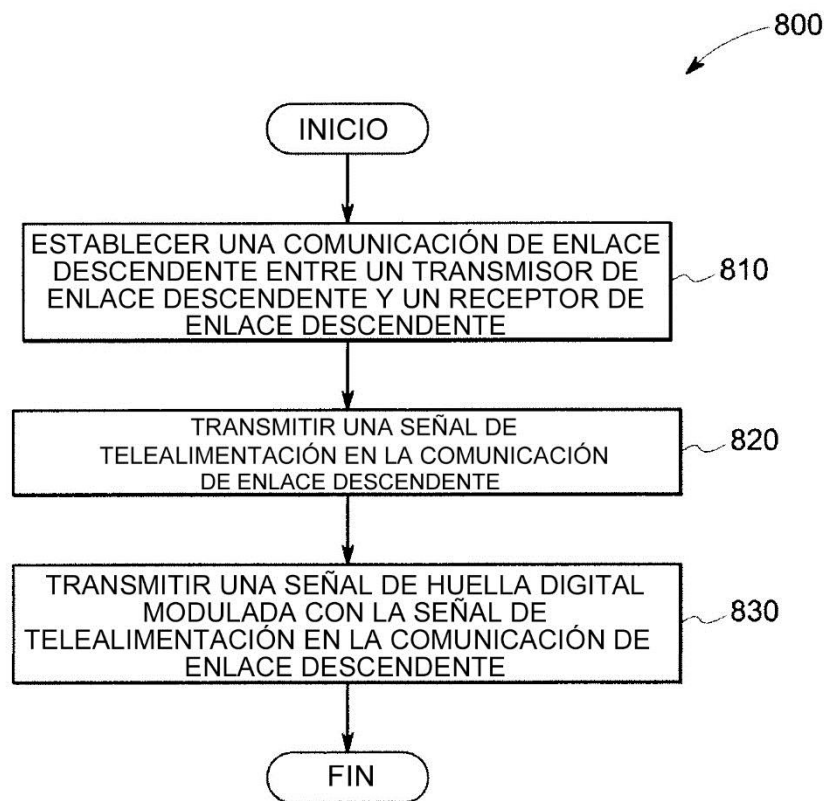 800
INICIO
ESTABLECER UNA COMUNICACIÓN DE ENLACE
DESCENDENTE ENTRE UN TRANSMISOR DE
ENLACE DESCENDENTE Y UN RECEPTOR DE
ENLACE DESCENDENTE
810
TRANSMITIR UNA SEÑAL DE
TELEALIMENTACIÓN EN LA COMUNICACIÓN
DE ENLACE DESCENDENTE
820
TRANSMITIR UNA SEÑAL DE HUELLA DIGITAL
MODULADA CON LA SEÑAL DE
TELEALIMENTACIÓN EN LA COMUNICACIÓN DE
ENLACE DESCENDENTE
830
FIN